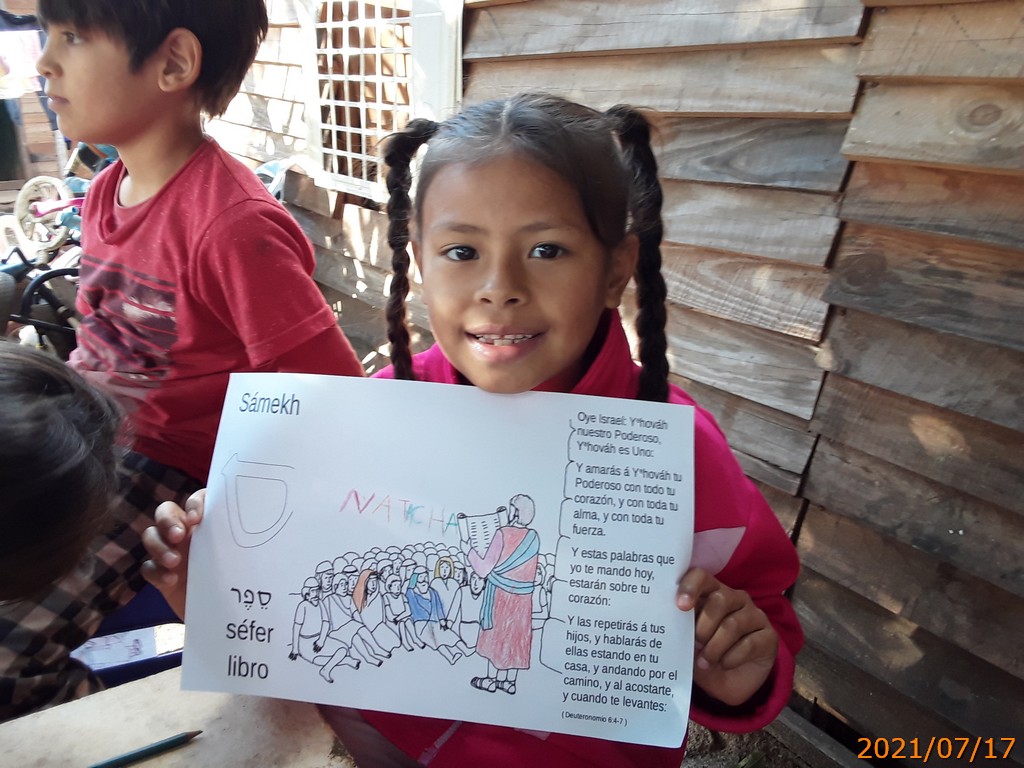 Sámekh
NATACHA
סֵפֶר
séfer
libro
Oye Israel: Y*hováh
nuestro Poderoso,
Y*hováh es Uno:
Y amarás á Y*hováh tu
Poderoso con todo tu
corazón, y con toda tu
alma, y con toda tu
fuerza.
Y estas palabras que
yo te mando hoy,
estarán sobre tu
corazón:
Y las repetirás á tus
hijos, y hablarás de
ellas estando en tu
casa, y andando por el
camino, y al acostarte,
y cuando te levantes:
( Deuteronomio 6:4-7 )
2021/07/17